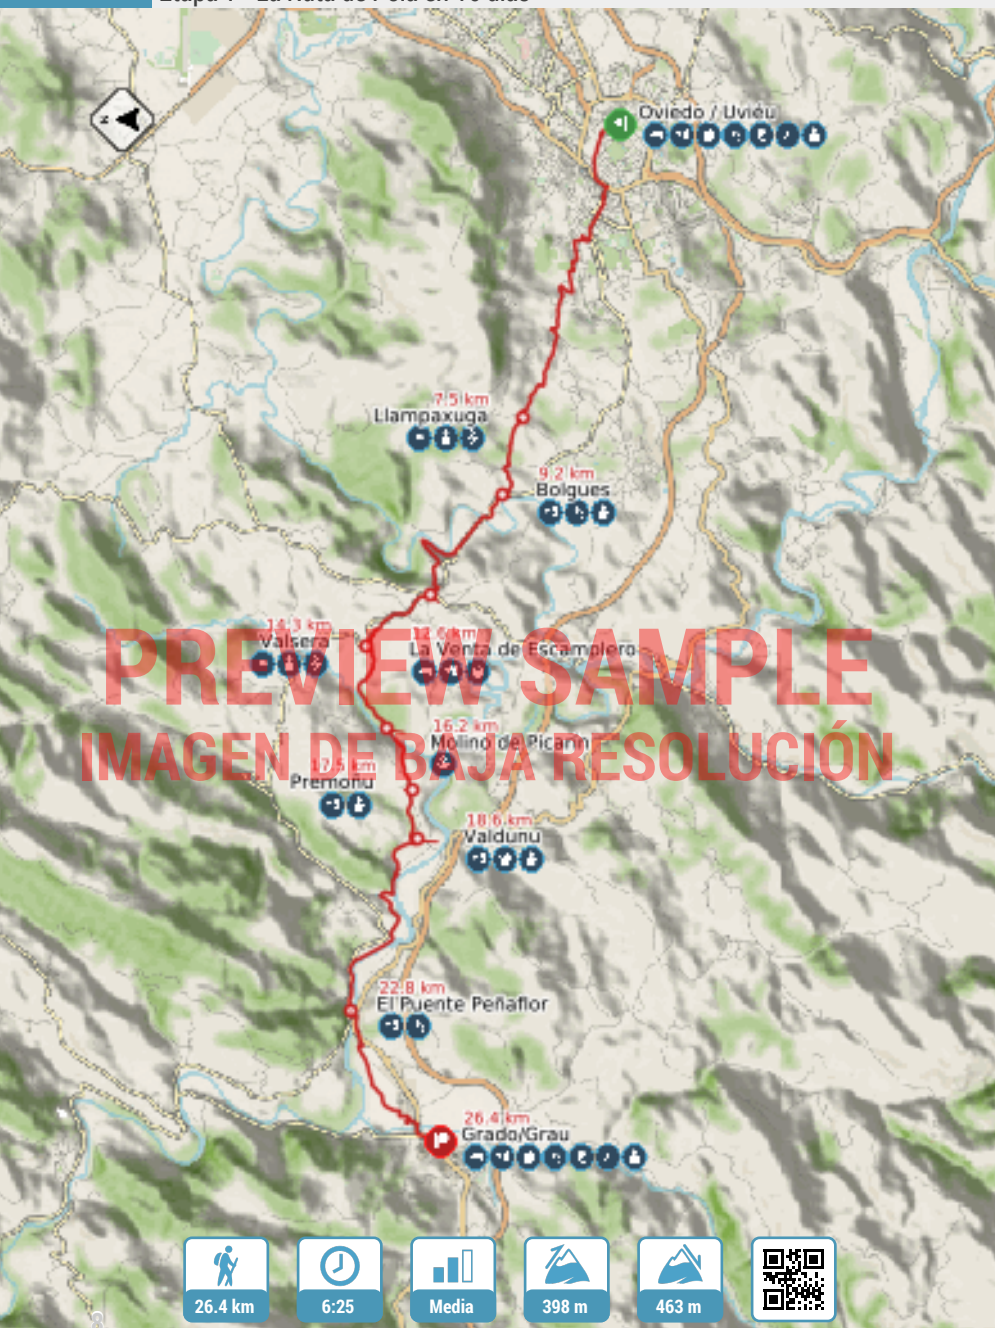 N
Oviedo / Uviéu
7.5 km
Llampaxuga
9.2 km
Bolgues
14.3 km
Valsera
12.6 km
La Venta de Escamplero
PREVIEW SAMPLE
16.2 km
Molino de Picarín
IMAGEN DE BAJA RESOLUCIÓN
17.5 km
Premoñu
18.6 km
Valdunu
22.8 km
El Puente Peñaflor
26.4 km
Grado/Grau
26.4 km
6:25
Media
398 m
463 m